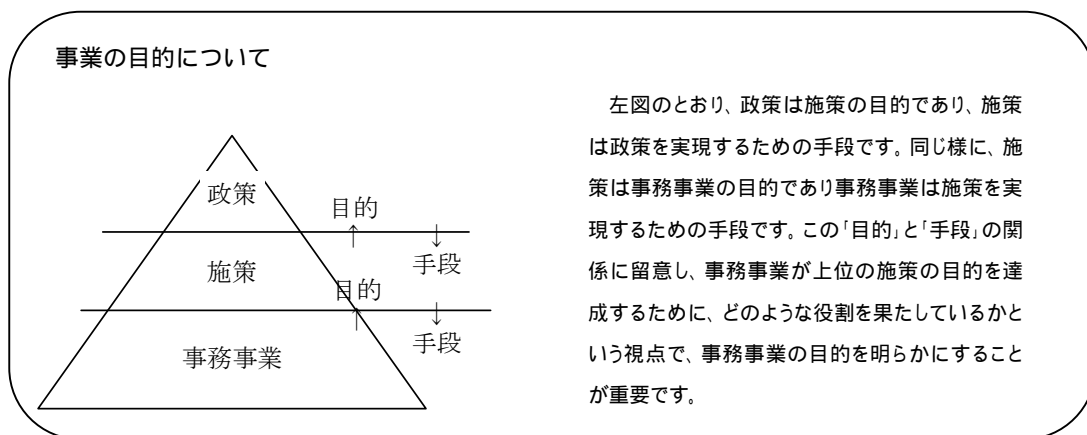 事業の目的について
政策
目的
↑
↓
手段
施策
目的
↑
↓
手段
事務事業
左図のとおり、政策は施策の目的であり、施策
は政策を実現するための手段です。同じ様に、施
策は事務事業の目的であり事務事業は施策を実
現するための手段です。この「目的」と「手段」の関
係に留意し、事務事業が上位の施策の目的を達
成するために、どのような役割を果たしているかと
いう視点で、事務事業の目的を明らかにすること
が重要です。